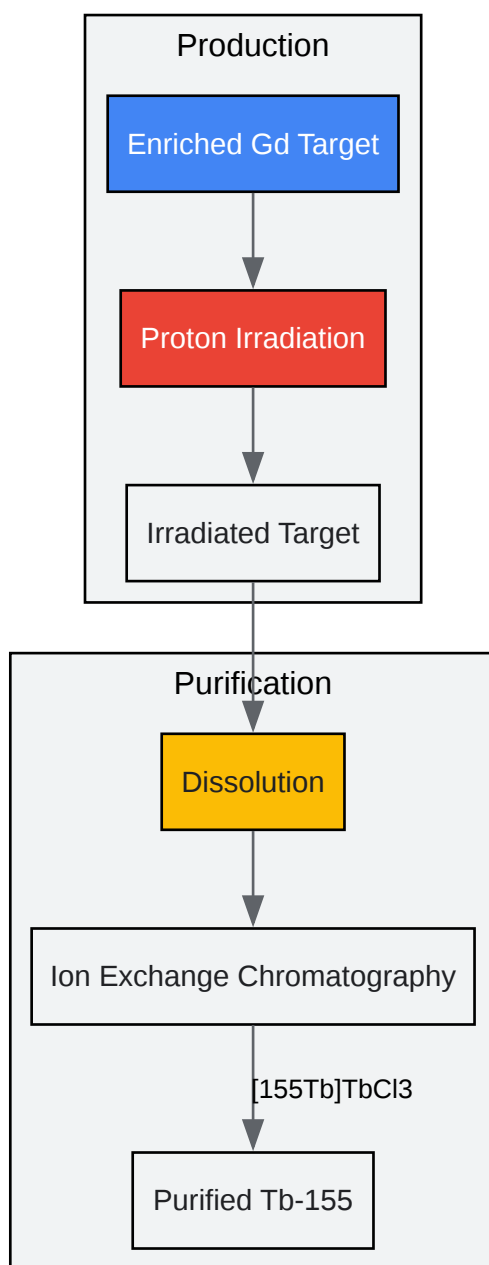 Production
Enriched Gd Target
Proton Irradiation
Irradiated Target
Purification
Dissolution
Ion Exchange Chromatography
[155Tb]TbCl3
Purified Tb-155